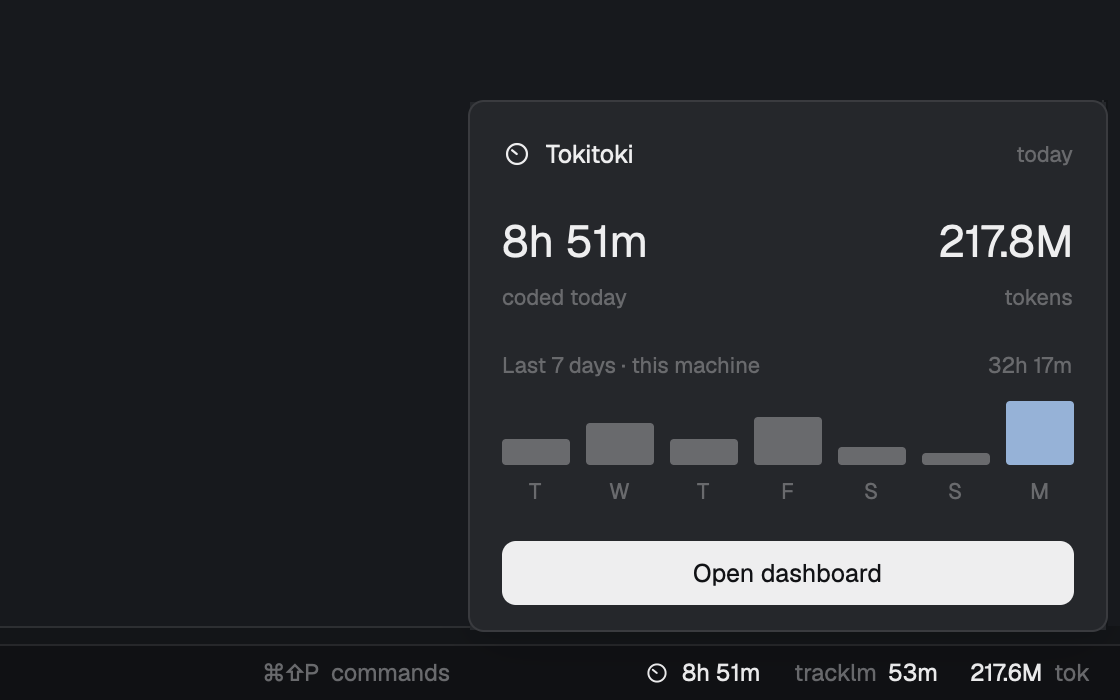 Tokitoki today
8h 51m 217.8M
coded today tokens
Last 7 days · this machine 32h 17m
T W T F S S M
Open dashboard
⌘⇧P commands 8h 51m tracklm 53m 217.6M tok